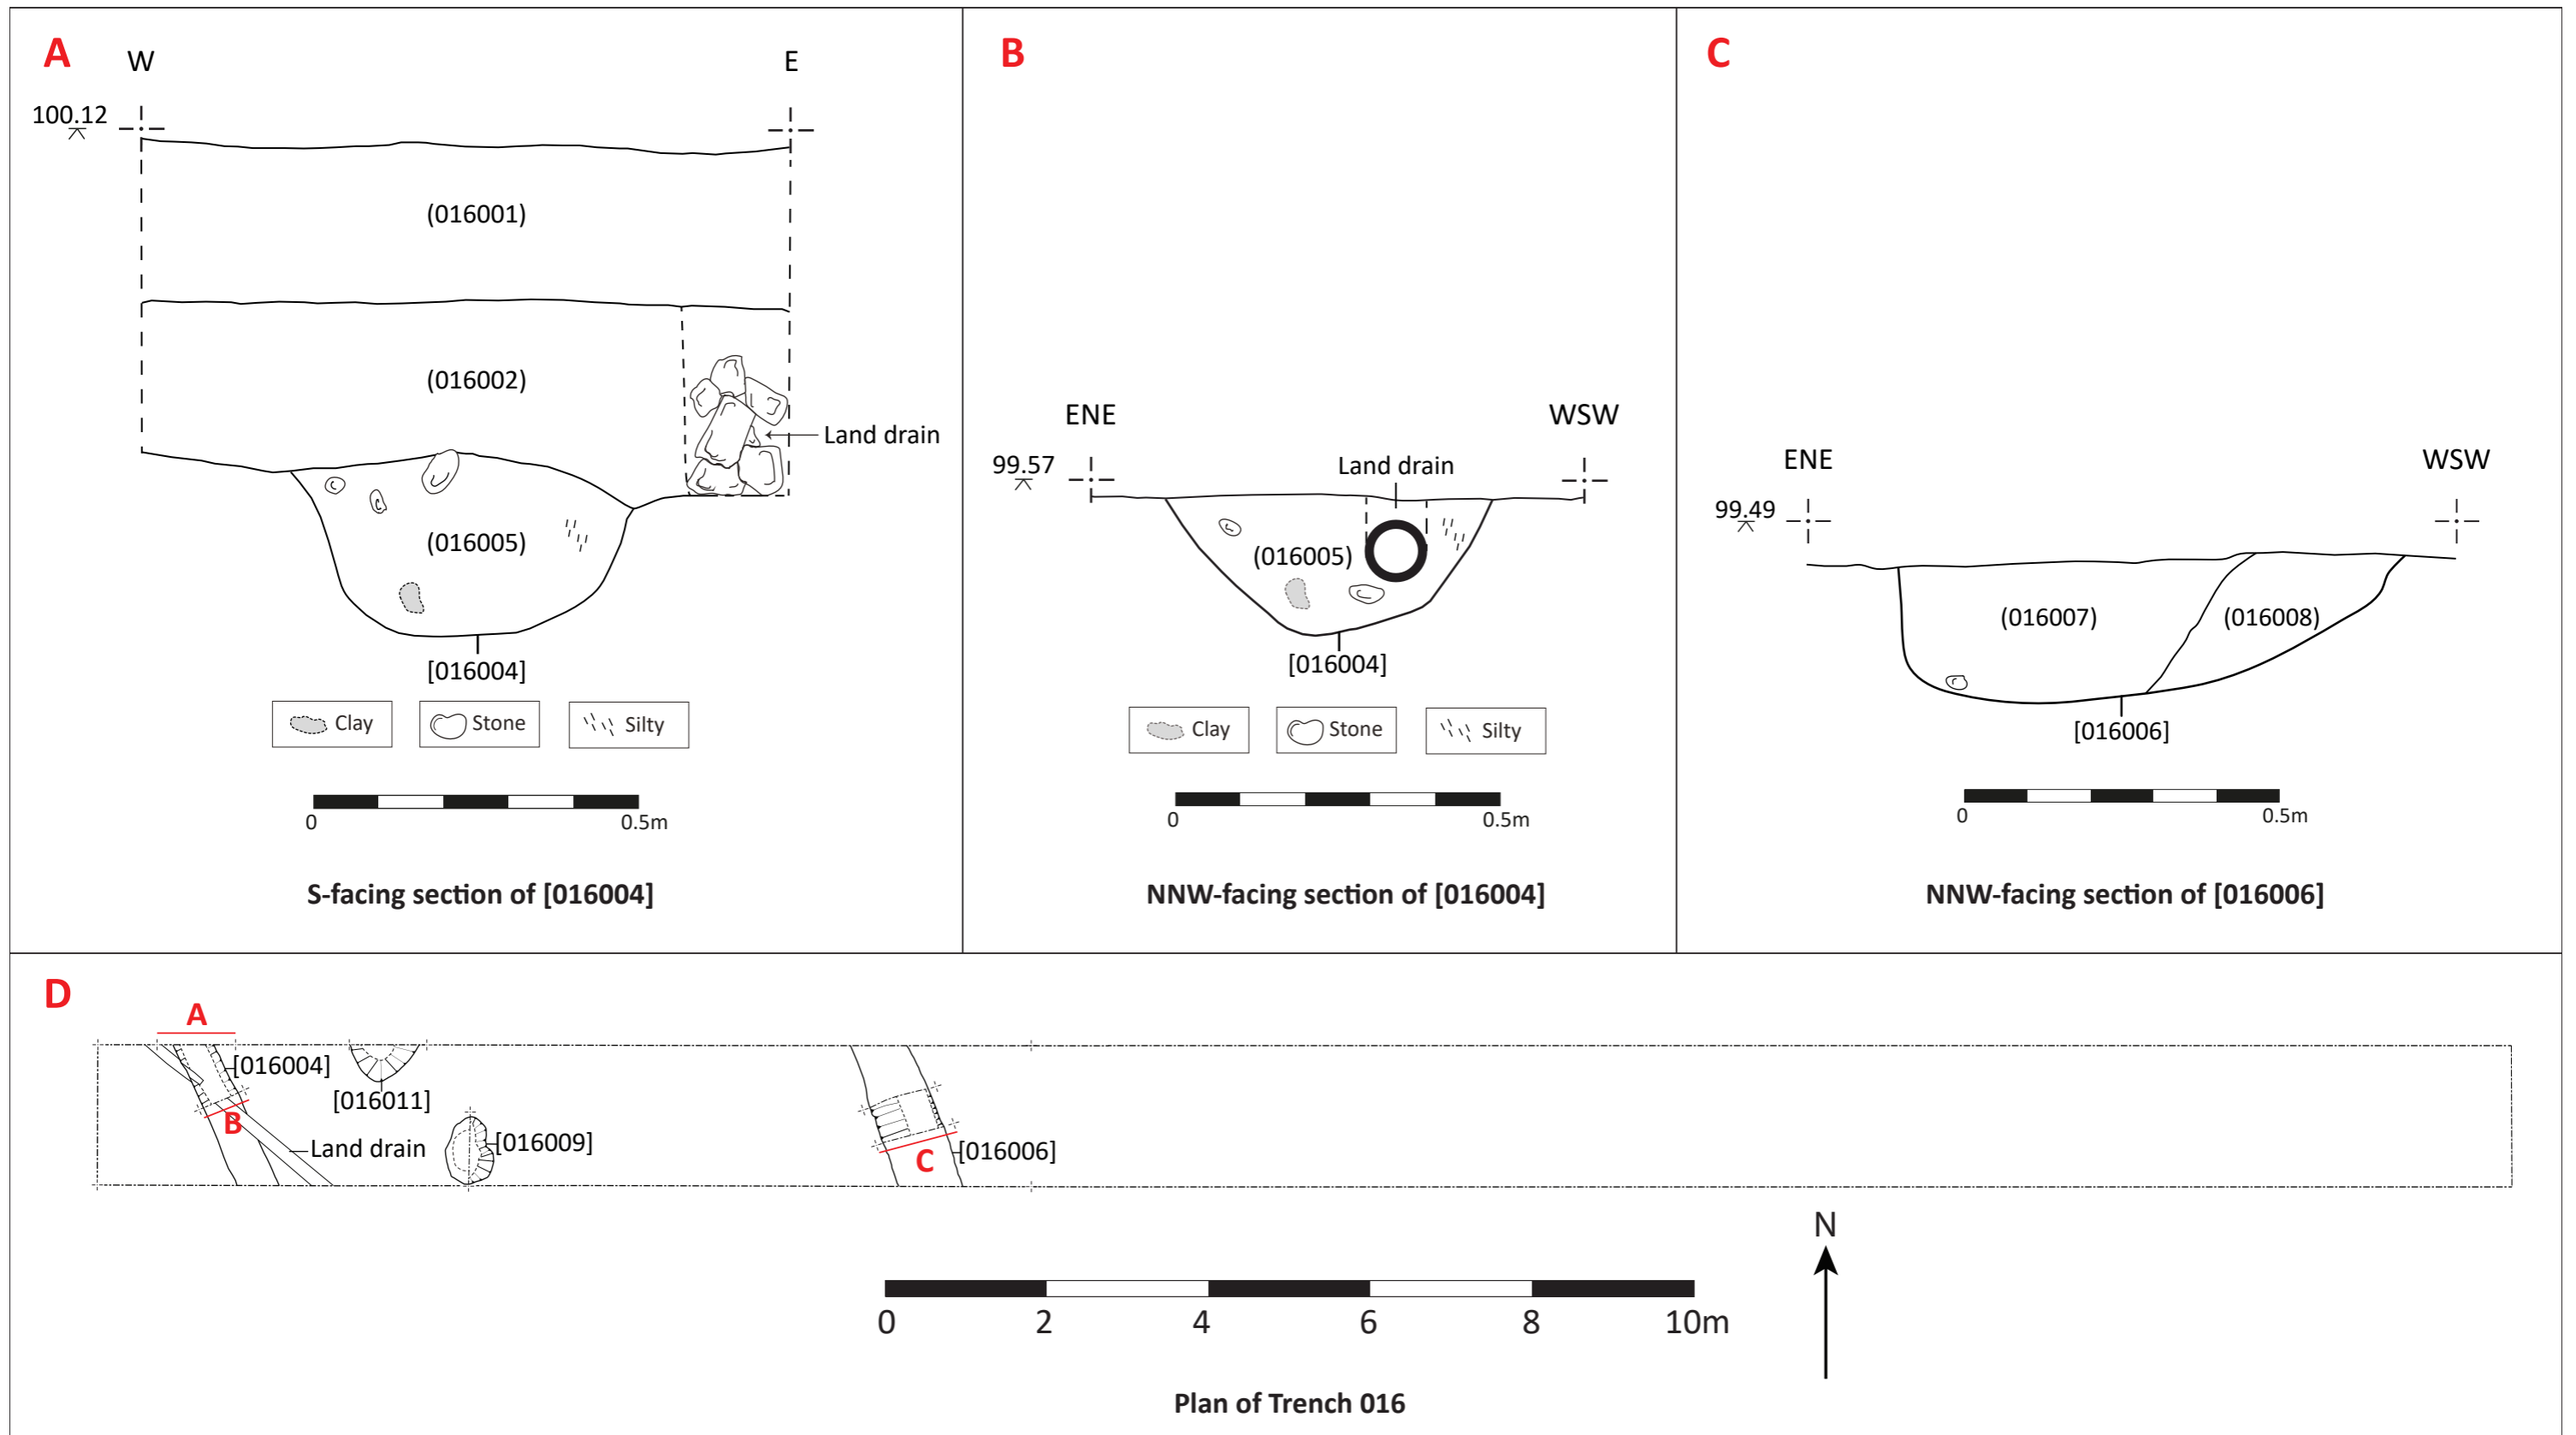 A
W
E
100.12
(016001)
(016002)
Land drain
(016005)
[016004]
Clay
Stone
Silty
0
0.5m
S-facing section of [016004]
B
ENE
WSW
99.57
Land drain
(016005)
[016004]
Clay
Stone
Silty
0
0.5m
NNW-facing section of [016004]
C
ENE
WSW
99.49
(016007)
(016008)
[016006]
0
0.5m
NNW-facing section of [016006]
D
A
[016004]
[016011]
B
Land drain
[016009]
C
[016006]
N
0 2 4 6 8 10m
Plan of Trench 016